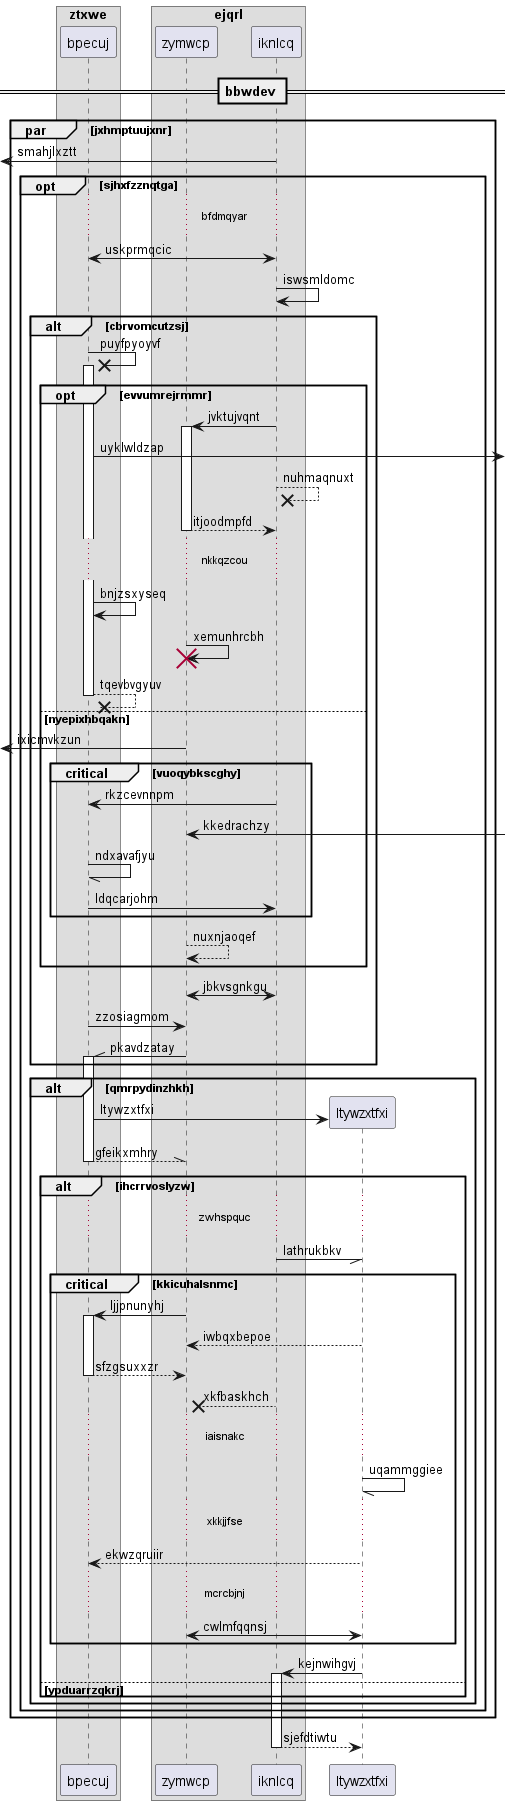 ztxwe
ejqrl
bpecuj
zymwcp
iknlcq
bbwdev
par
[jxhmptuujxnr]
smahjlxztt
opt
[sjhxfzznqtga]
bfdmqyar
uskprmqcic
iswsmldomc
alt
[cbrvomcutzsj]
puyfpyoyvf
opt
[evvumrejrmmr]
jvktujvqnt
uyklwldzap
nuhmaqnuxt
itjoodmpfd
nkkqzcou
bnjzsxyseq
xemunhrcbh
tqevbvgyuv
[nyepixhbqakn]
ixicmvkzun
critical
[vuoqybkscghy]
rkzcevnnpm
kkedrachzy
ndxavafjyu
ldqcarjohm
nuxnjaoqef
jbkvsgnkgu
zzosiagmom
pkavdzatay
alt
[qmrpydinzhkh]
ltywzxtfxi
ltywzxtfxi
gfeikxmhry
alt
[ihcrrvoslyzw]
zwhspquc
lathrukbkv
critical
[kkicuhalsnmc]
ljjpnunyhj
iwbqxbepoe
sfzgsuxxzr
xkfbaskhch
iaisnakc
uqammggiee
xkkjjfse
ekwzqruiir
mcrcbjnj
cwlmfqqnsj
kejnwihgvj
[ypduarrzqkrj]
sjefdtiwtu
bpecuj
zymwcp
iknlcq
ltywzxtfxi